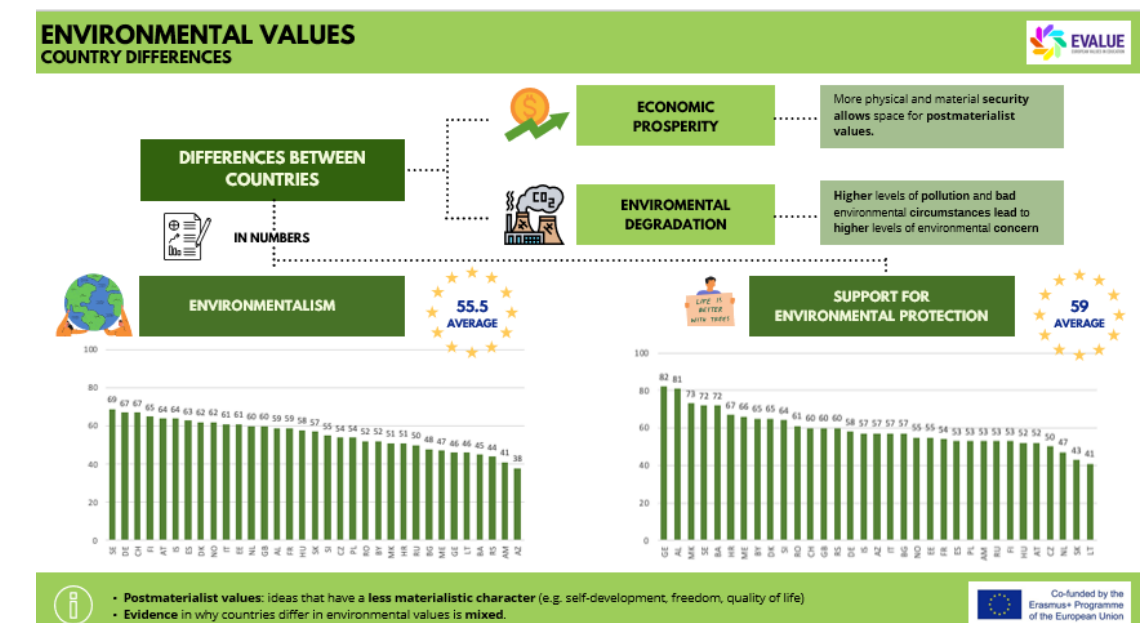 ENVIRONMENTAL VALUES
COUNTRY DIFFERENCES
EVALUE
EUROPEAN VALUES IN EDUCATION
DIFFERENCES BETWEEN
COUNTRIES
$
ECONOMIC
PROSPERITY
More physical and material security
allows space for postmaterialist
values.
CO2
ENVIROMENTAL
DEGRADATION
Higher levels of pollution and bad
environmental circumstances lead to
higher levels of environmental concern
IN NUMBERS
ENVIRONMENTALISM
55.5
AVERAGE
100
80
60
40
20
0
69 67 67 65 64 64 63 62 62 61 61 60 60 59 59 58 57 55 54 54 52 52 51 51 50 48 47 46 46 45 44 41 38
SE DE CH FI AT IS ES DK NO IT EE NL GB AL FR HU SK SI CZ PL RO BY MK HR RU BG ME GE LT BA RS AM AZ
LIFE IS
BETTER
WITH TREES
SUPPORT FOR
ENVIRONMENTAL PROTECTION
59
AVERAGE
100
80
60
40
20
0
82 81 73 72 72 67 66 65 65 64 61 60 60 60 58 57 57 57 57 55 55 54 53 53 53 53 53 52 52 50 47 43 41
GE AL MK SE BA HR ME BY DK SI RO CH GB RS DE IS AZ IT BG NO EE FR ES PL AM RU FI HU AT CZ NL SK LT
• Postmaterialist values: ideas that have a less materialistic character (e.g. self-development, freedom, quality of life)
• Evidence in why countries differ in environmental values is mixed.
Co-funded by the
Erasmus+ Programme
of the European Union